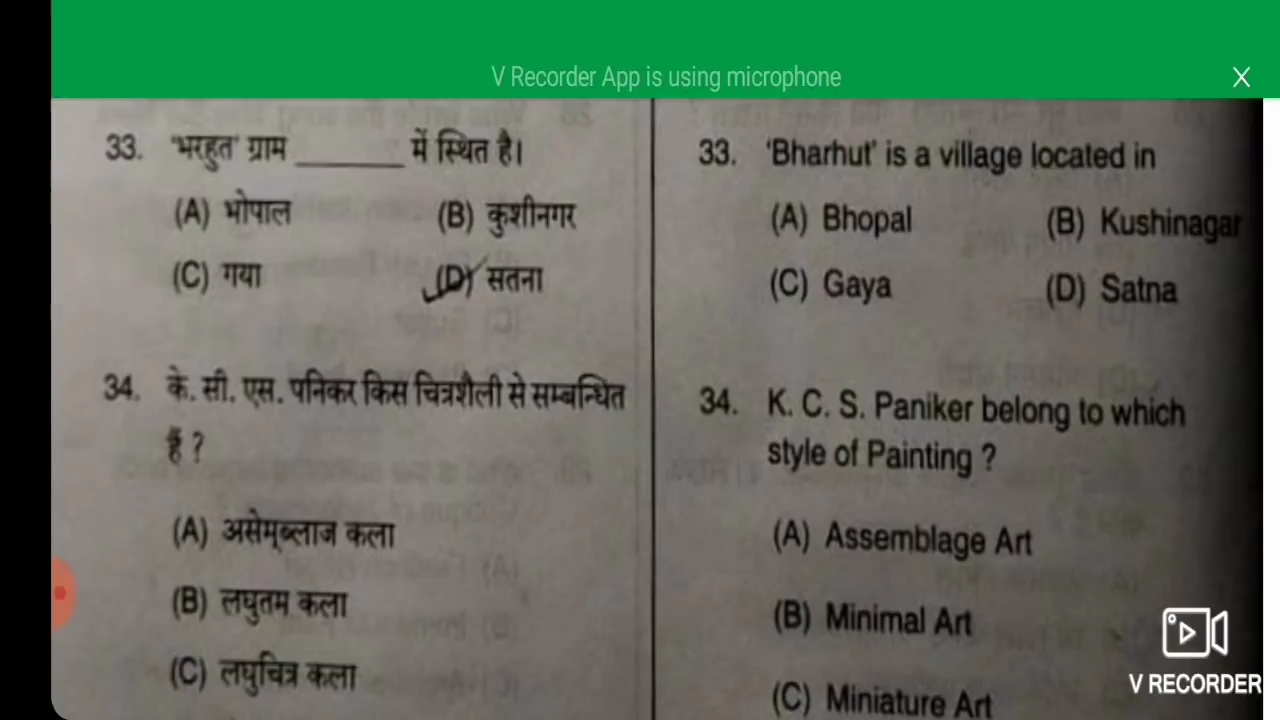 V Recorder App is using microphone
X
33. 'भरहुत' ग्राम ________ में स्थित है।
(A) भोपाल (B) कुशीनगर
(C) गया (D) सतना
34. के. सी. एस. पनिकर किस चित्रशैली से सम्बन्धित
हैं ?
(A) असेम्ब्लाज कला
(B) लघुतम कला
(C) लघुचित्र कला
33. 'Bharhut' is a village located in
(A) Bhopal (B) Kushinagar
(C) Gaya (D) Satna
34. K. C. S. Paniker belong to which
style of Painting ?
(A) Assemblage Art
(B) Minimal Art
(C) Miniature Art
V RECORDER